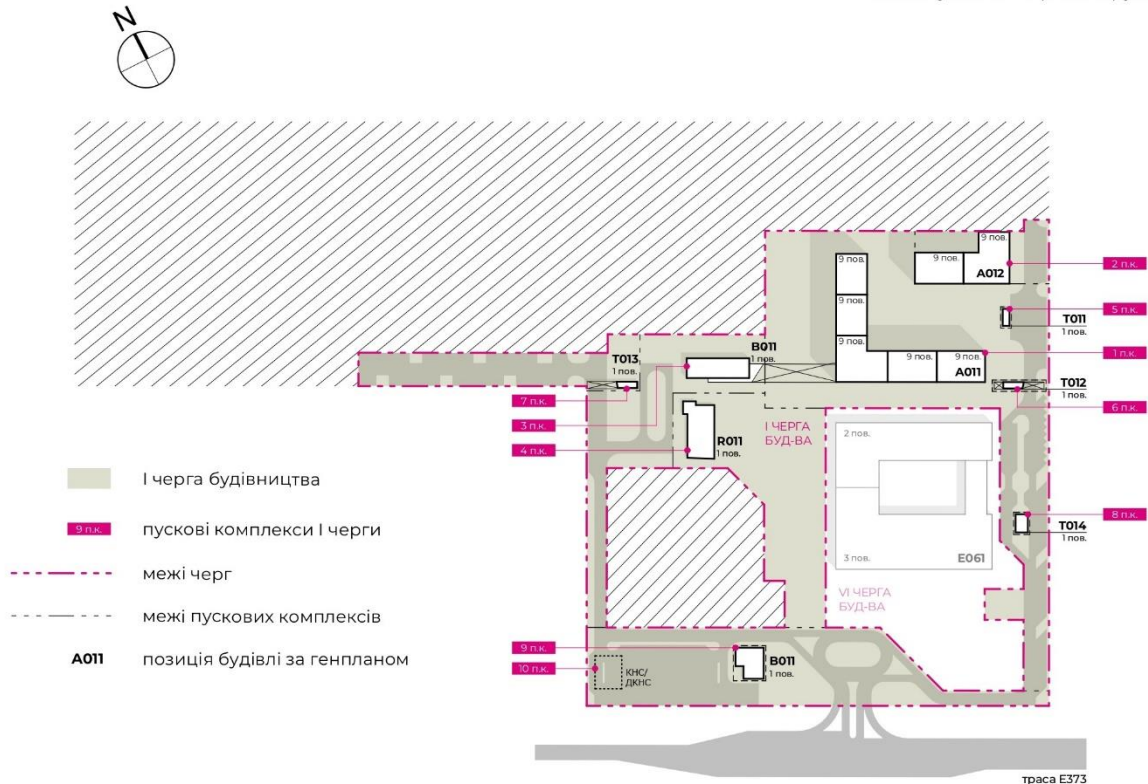 N
9 пов.
9 пов.
A012
2 п.к.
9 пов.
9 пов.
9 пов.
9 пов.
9 пов.
A011
5 п.к.
T011
1 пов.
1 п.к.
T012
1 пов.
6 п.к.
B011
1 пов.
T013
1 пов.
7 п.к.
3 п.к.
4 п.к.
R011
1 пов.
І ЧЕРГА
БУД-ВА
2 пов.
3 пов.
E061
8 п.к.
T014
1 пов.
VI ЧЕРГА
БУД-ВА
І черга будівництва
9 п.к.
пускові комплекси І черги
межі черг
межі пускових комплексів
A011
позиція будівлі за генпланом
9 п.к.
10 п.к.
КНС/
ДКНС
B011
1 пов.
траса E373